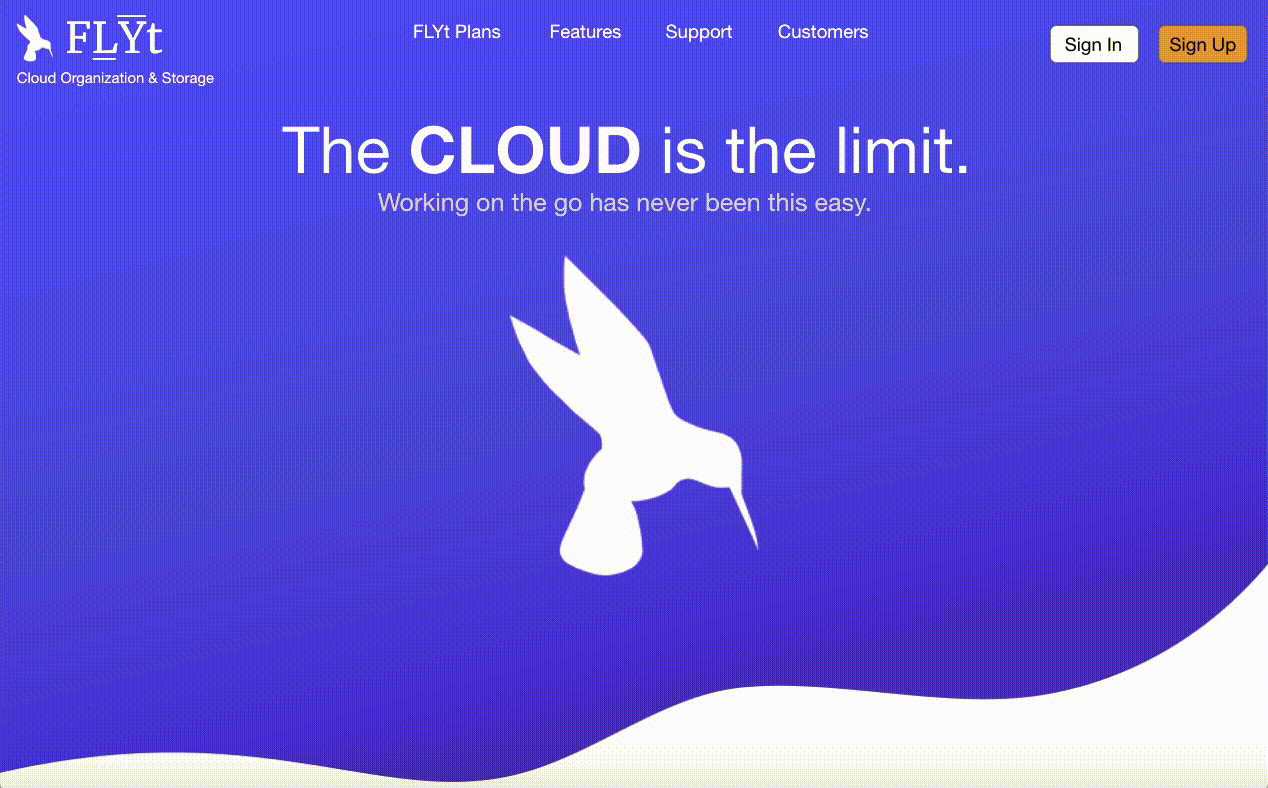 FLYt
Cloud Organization & Storage
FLYt Plans
Features
Support
Customers
Sign In
Sign Up
The CLOUD is the limit.
Working on the go has never been this easy.